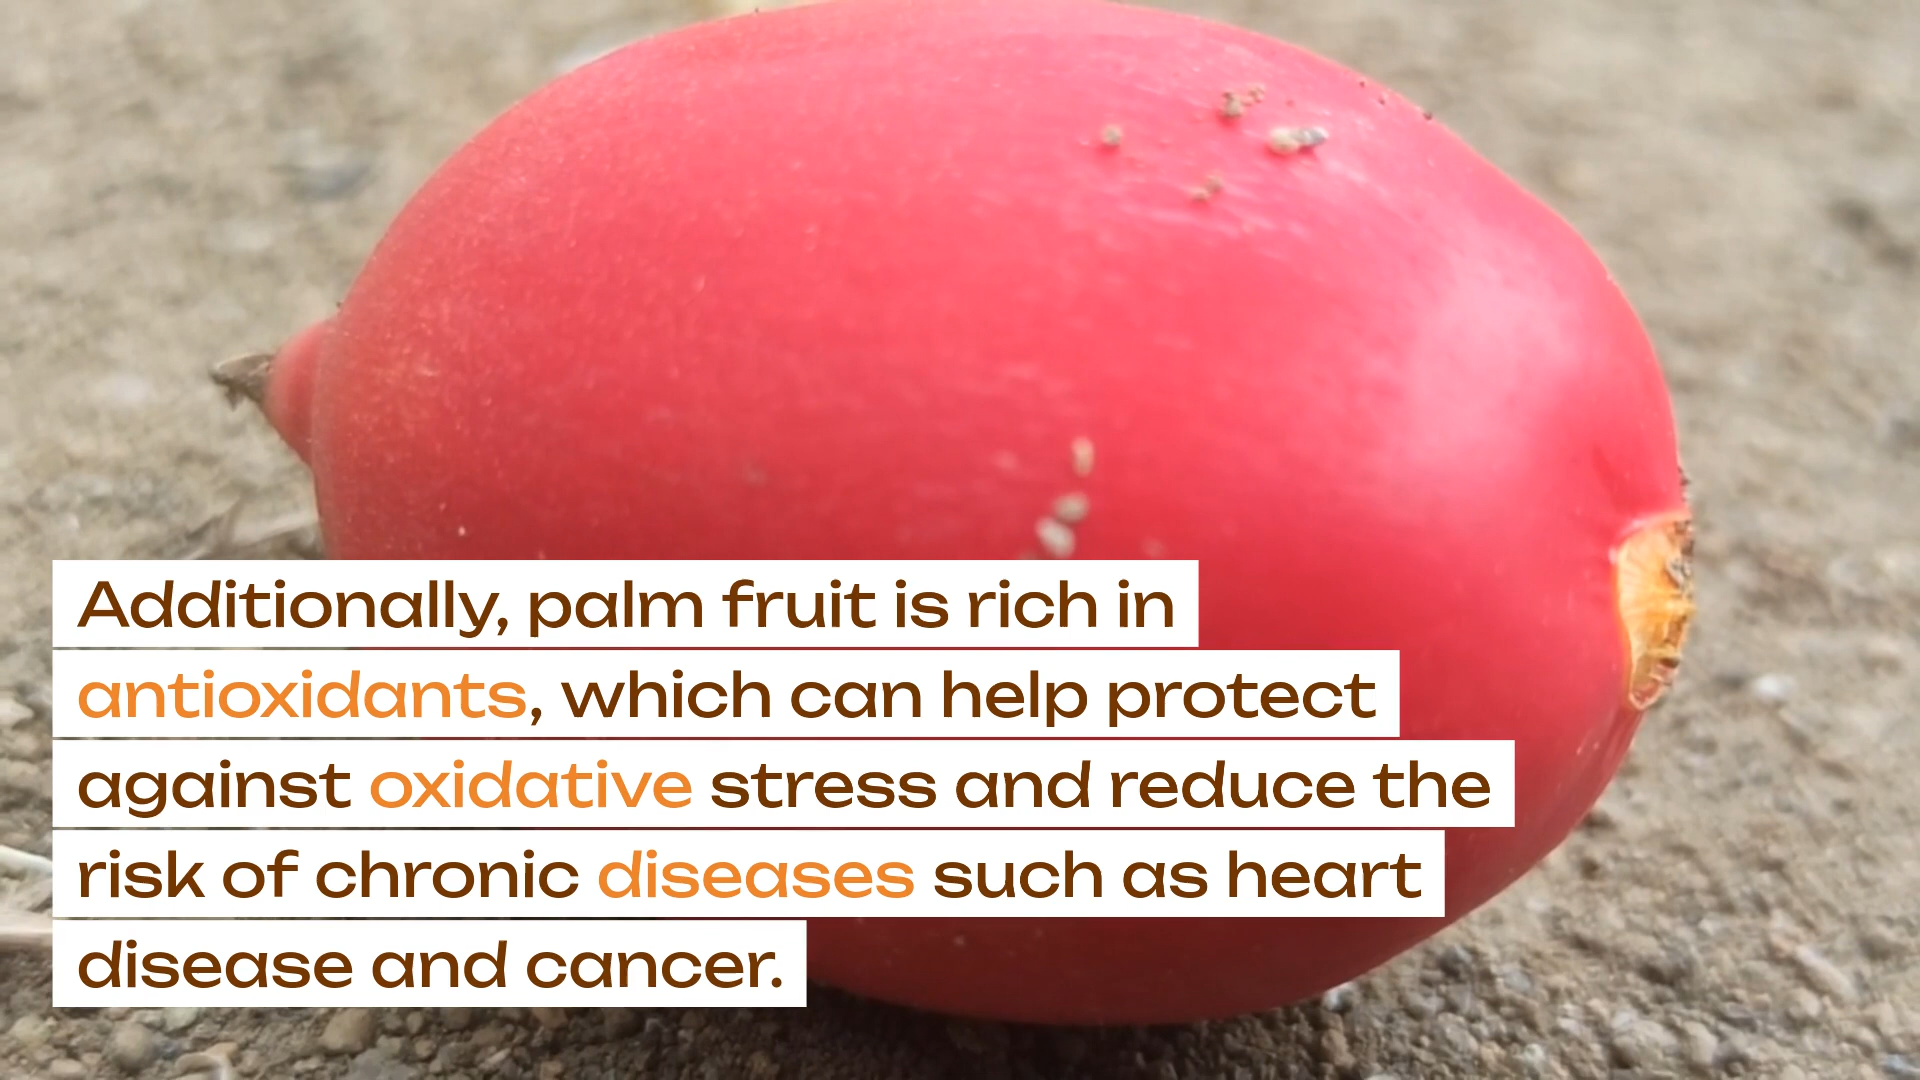 Additionally, palm fruit is rich in
antioxidants, which can help protect
against oxidative stress and reduce the
risk of chronic diseases such as heart
disease and cancer.